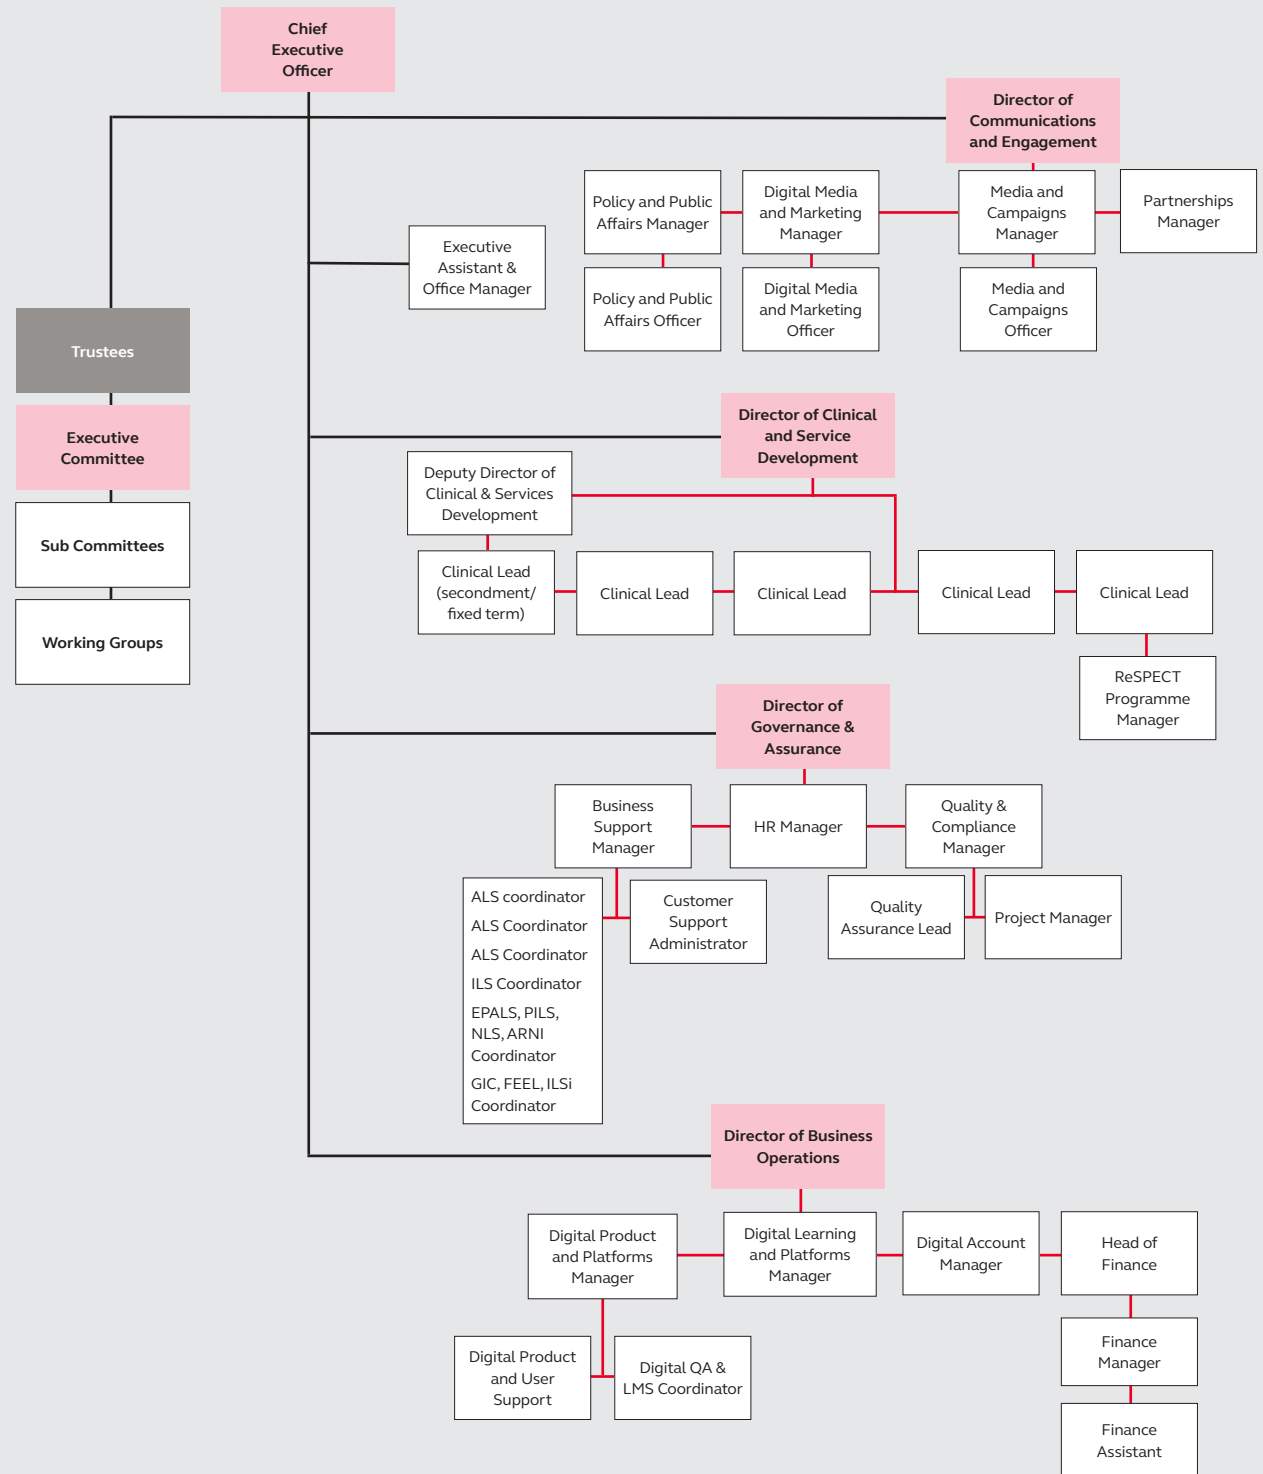 Chief
Executive
Officer
Director of
Communications
and Engagement
Policy and Public
Affairs Manager
Digital Media
and Marketing
Manager
Media and
Campaigns
Manager
Partnerships
Manager
Executive
Assistant &
Office Manager
Policy and Public
Affairs Officer
Digital Media
and Marketing
Officer
Media and
Campaigns
Officer
Trustees
Executive
Committee
Sub Committees
Working Groups
Director of Clinical
and Service
Development
Deputy Director of
Clinical & Services
Development
Clinical Lead
(secondment/
fixed term)
Clinical Lead
Clinical Lead
Clinical Lead
Clinical Lead
ReSPECT
Programme
Manager
Director of
Governance &
Assurance
Business
Support
Manager
HR Manager
Quality &
Compliance
Manager
ALS coordinator
ALS Coordinator
ALS Coordinator
ILS Coordinator
EPALS, PILS,
NLS, ARNI
Coordinator
GIC, FEEL, ILSi
Coordinator
Customer
Support
Administrator
Quality
Assurance Lead
Project Manager
Director of Business
Operations
Digital Product
and Platforms
Manager
Digital Learning
and Platforms
Manager
Digital Account
Manager
Head of
Finance
Digital Product
and User
Support
Digital QA &
LMS Coordinator
Finance
Manager
Finance
Assistant